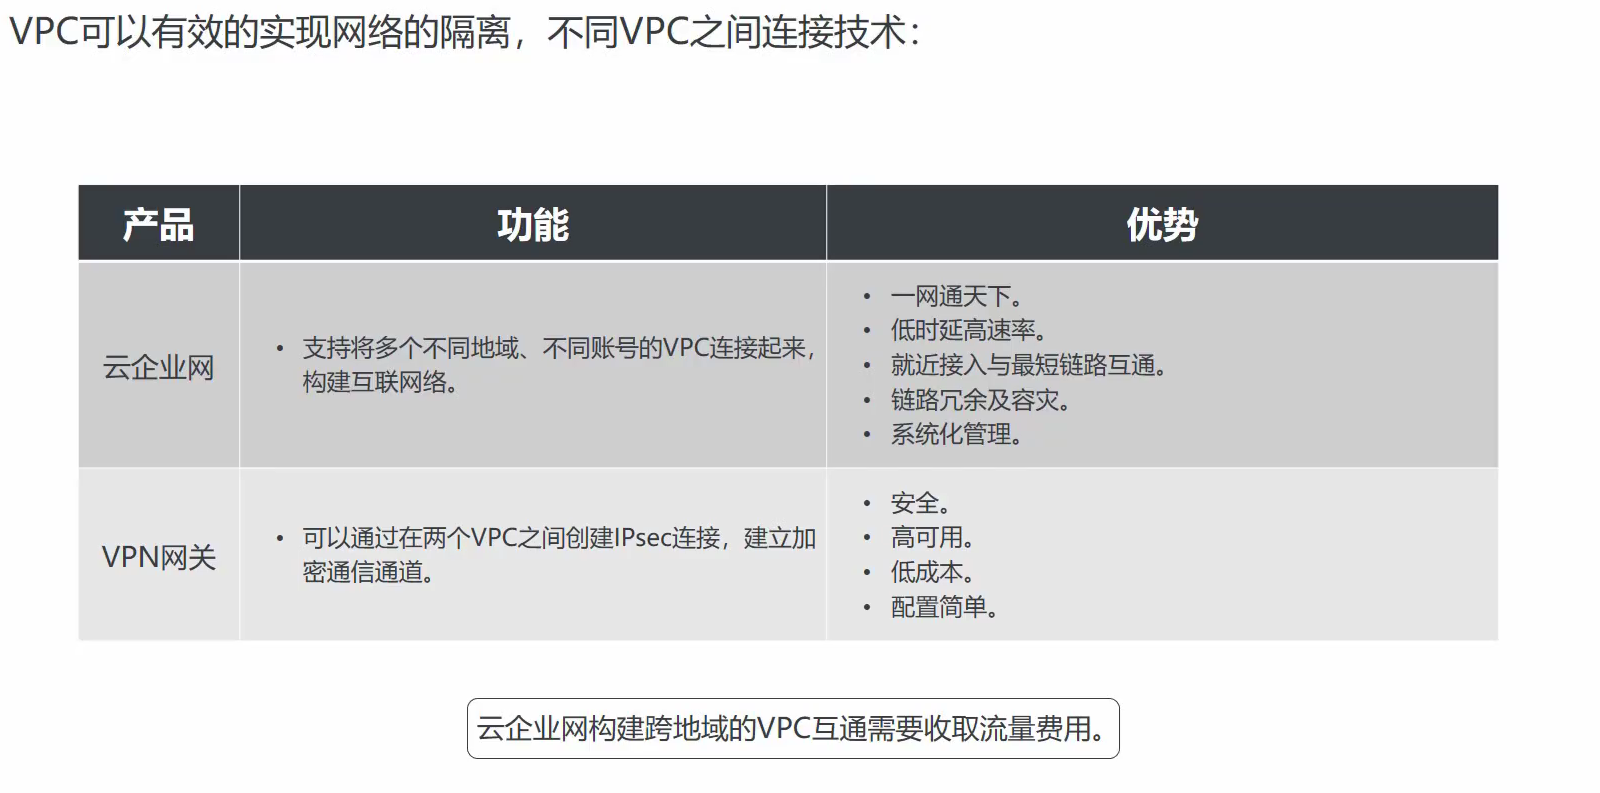 VPC可以有效的实现网络的隔离，不同VPC之间连接技术：
产品
功能
优势
云企业网
• 支持将多个不同地域、不同账号的VPC连接起来，
构建互联网络。
• 一网通天下。
• 低时延高速率。
• 就近接入与最短链路互通。
• 链路冗余及容灾。
• 系统化管理。
VPN网关
• 可以通过在两个VPC之间创建IPsec连接，建立加
密通信通道。
• 安全。
• 高可用。
• 低成本。
• 配置简单。
云企业网构建跨地域的VPC互通需要收取流量费用。